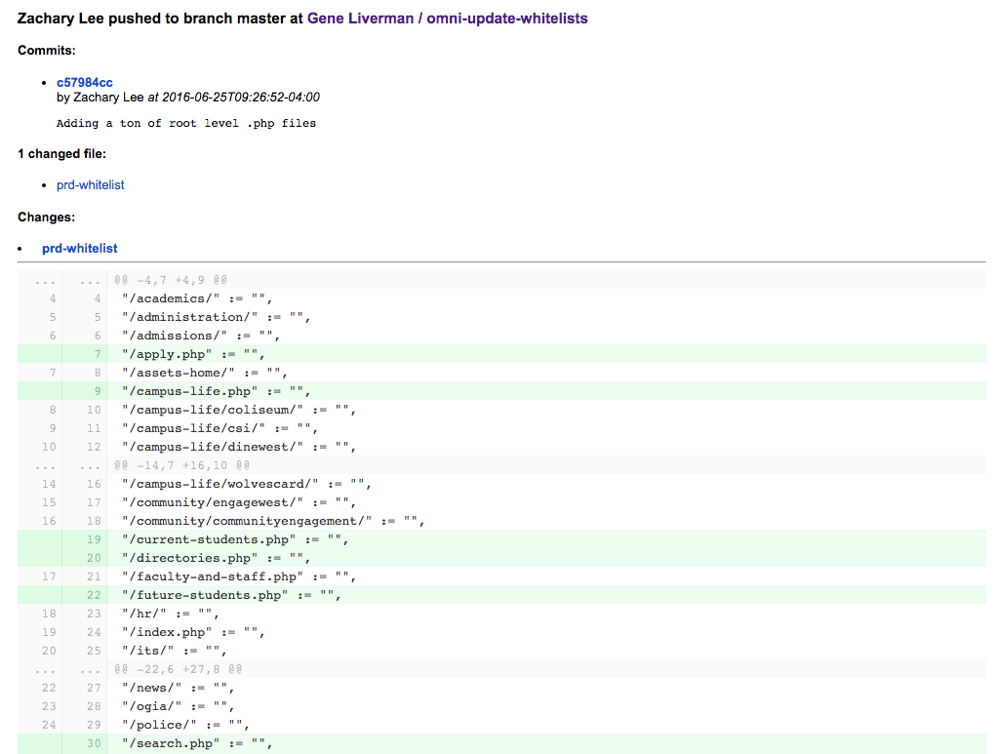 Zachary Lee pushed to branch master at Gene Liverman / omni-update-whitelists
Commits:
• c57984cc
by Zachary Lee at 2016-06-25T09:26:52-04:00
Adding a ton of root level .php files
1 changed file:
• prd-whitelist
Changes:
• prd-whitelist
... ... @@ -4,7 +4,9 @@
4 4 "/academics/" := "",
5 5 "/administration/" := "",
6 6 "/admissions/" := "",
7 "/apply.php" := "",
7 8 "/assets-home/" := "",
9 "/campus-life.php" := "",
8 10 "/campus-life/coliseum/" := "",
9 11 "/campus-life/csi/" := "",
10 12 "/campus-life/dinewest/" := "",
... ... @@ -14,7 +16,10 @@
14 16 "/campus-life/wolvescard/" := "",
15 17 "/community/engagewest/" := "",
16 18 "/community/communityengagement/" := "",
19 "/current-students.php" := "",
20 "/directories.php" := "",
17 21 "/faculty-and-staff.php" := "",
22 "/future-students.php" := "",
18 23 "/hr/" := "",
19 24 "/index.php" := "",
20 25 "/its/" := "",
... ... @@ -22,6 +27,8 @@
22 27 "/news/" := "",
23 28 "/ogia/" := "",
24 29 "/police/" := "",
30 "/search.php" := "",